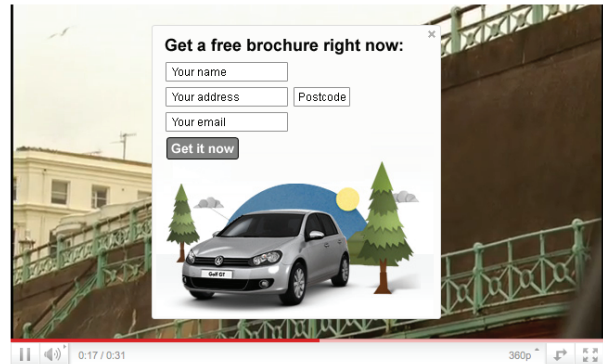 Get a free brochure right now:
Your name
Your address Postcode
Your email
Get it now
Golf GT
0:17 / 0:31 360p